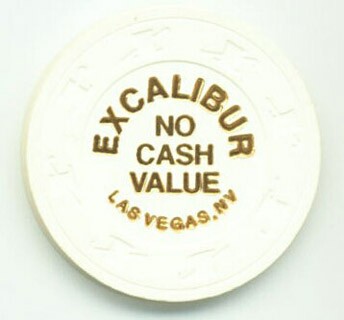 EXCALIBUR
NO
CASH
VALUE
LAS VEGAS, NV